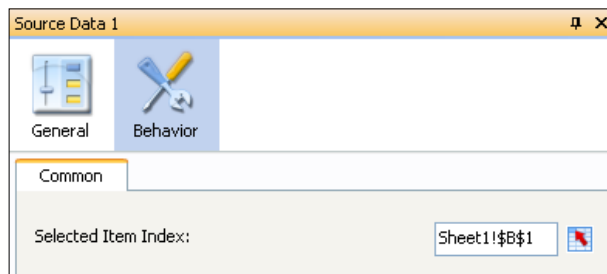 Source Data 1
General Behavior
Common
Selected Item Index: Sheet1!$B$1